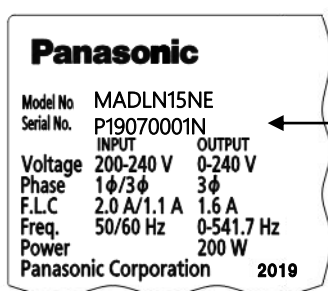 Panasonic
Model No. MADLN15NE
Serial No. P19070001N
INPUT OUTPUT
Voltage 200-240 V 0-240 V
Phase 1ϕ/3ϕ 3ϕ
F.L.C 2.0 A/1.1 A 1.6 A
Freq. 50/60 Hz 0-541.7 Hz
Power 200 W
Panasonic Corporation 2019